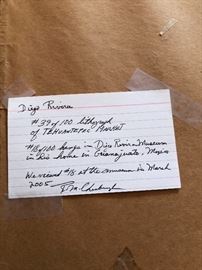 Diego Rivera
#39 of 100 lithograph
of TEHUANTEPEC
#18 of 100 hangs in Diego Rivera Museum
in his home in Guanajuato, Mexico
We viewed #18 at the museum in March
2005